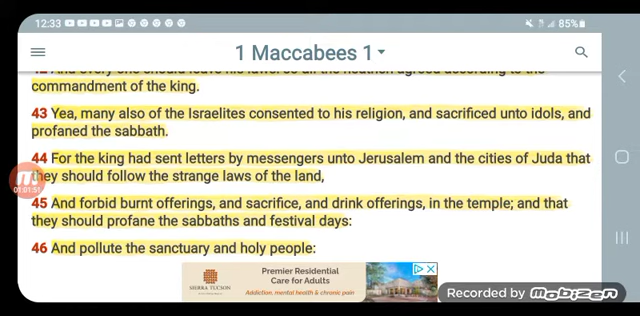 12:33
85%
1 Maccabees 1
commandment of the king.
43 Yea, many also of the Israelites consented to his religion, and sacrificed unto idols, and
profaned the sabbath.
44 For the king had sent letters by messengers unto Jerusalem and the cities of Juda that
they should follow the strange laws of the land,
01:01:51
45 And forbid burnt offerings, and sacrifice, and drink offerings, in the temple; and that
they should profane the sabbaths and festival days:
46 And pollute the sanctuary and holy people:
SIERRA TUCSON
Premier Residential
Care for Adults
Addiction, mental health & chronic pain
Recorded by Mobizen